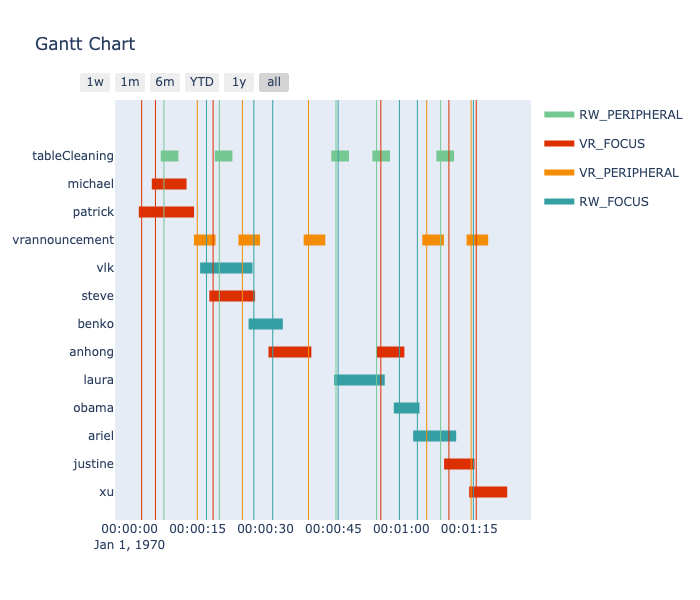 Gantt Chart
1w 1m 6m YTD 1y all
RW_PERIPHERAL
VR_FOCUS
VR_PERIPHERAL
RW_FOCUS
tableCleaning
michael
patrick
vrannouncement
vlk
steve
benko
anhong
laura
obama
ariel
justine
xu
00:00:00 00:00:15 00:00:30 00:00:45 00:01:00 00:01:15
Jan 1, 1970